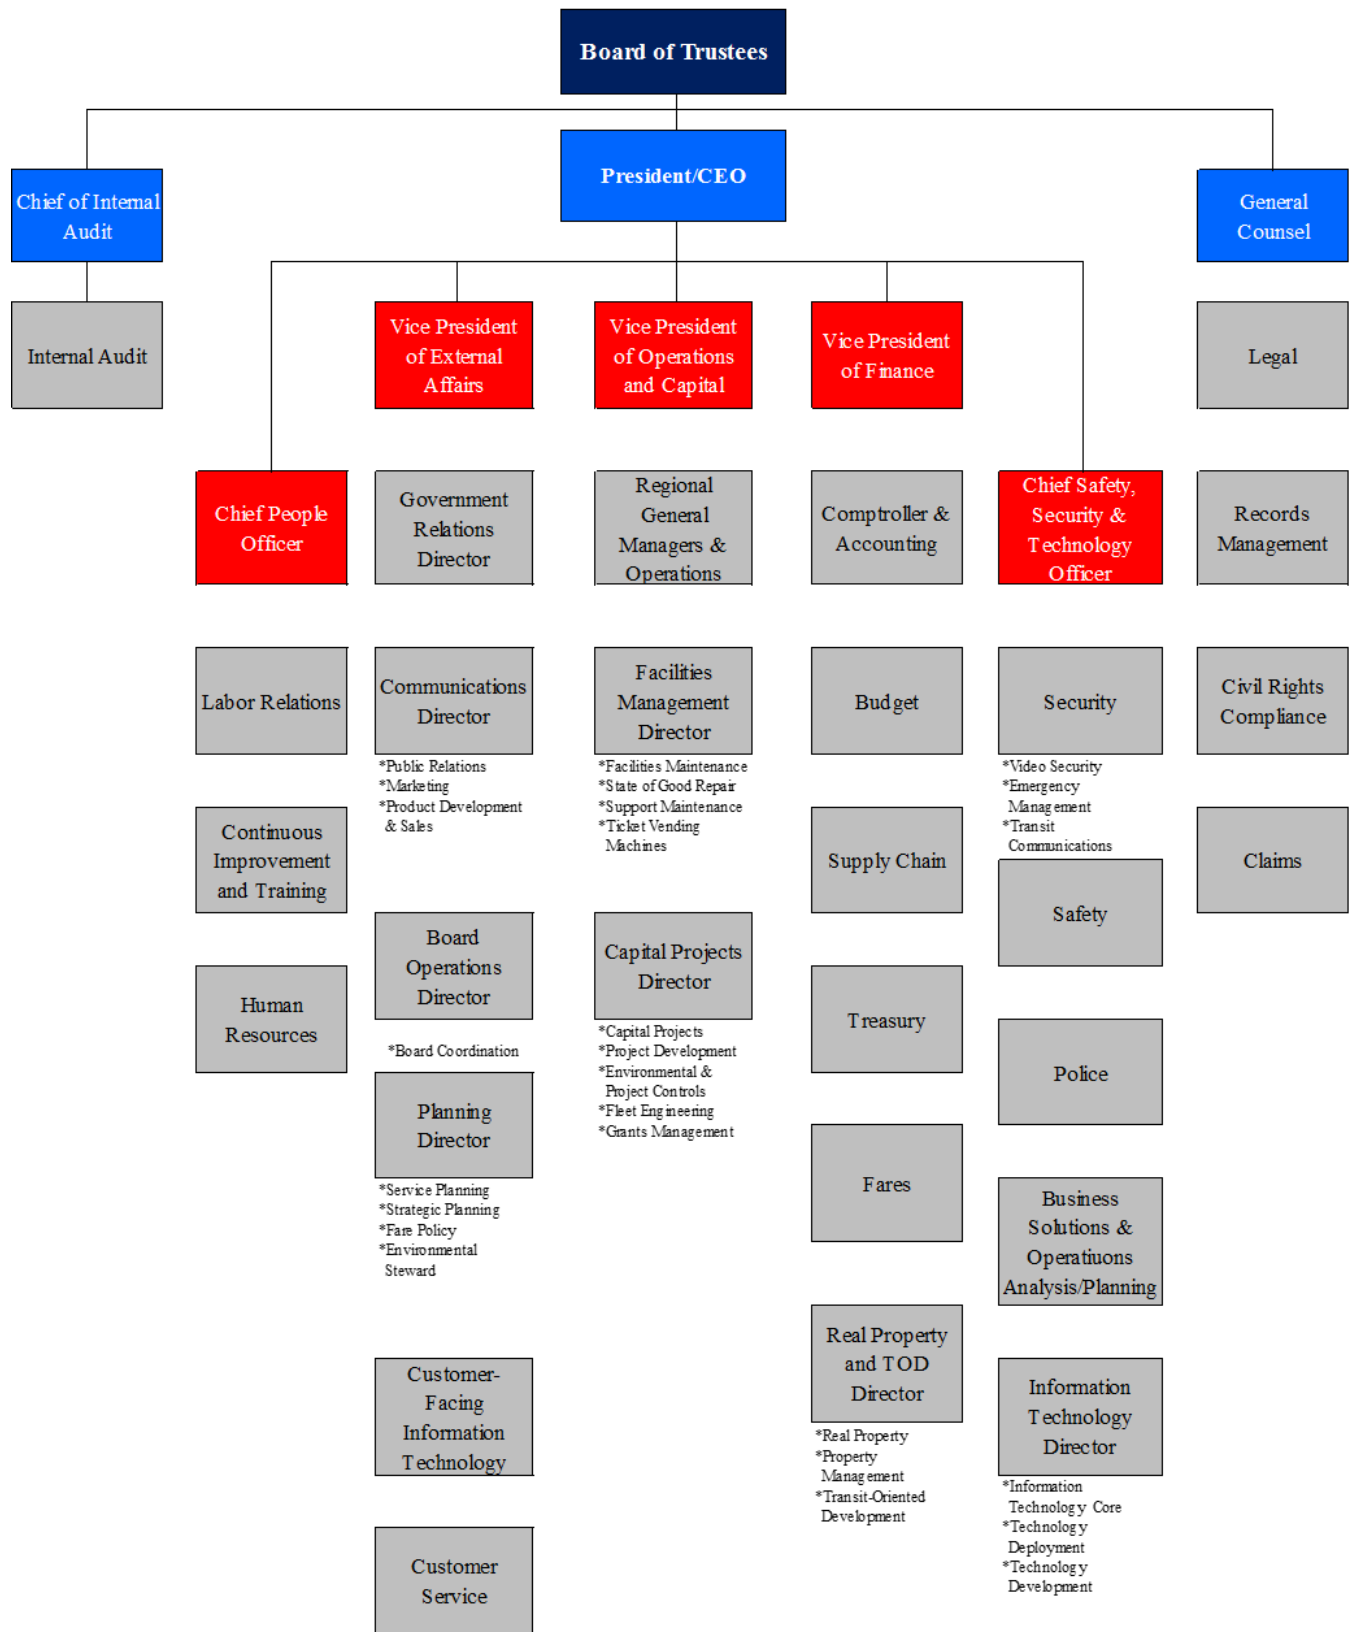 Board of Trustees
President/CEO
Chief of Internal
Audit
General
Counsel
Internal Audit
Vice President
of External
Affairs
Vice President
of Operations
and Capital
Vice President
of Finance
Legal
Chief People
Officer
Government
Relations
Director
Regional
General
Managers &
Operations
Comptroller &
Accounting
Chief Safety,
Security &
Technology
Officer
Records
Management
Labor Relations
Communications
Director
*Public Relations
*Marketing
*Product Development
& Sales
Facilities
Management
Director
*Facilities Maintenance
*State of Good Repair
*Support Maintenance
*Ticket Vending
Machines
Budget
Security
*Video Security
*Emergency
Management
*Transit
Communications
Civil Rights
Compliance
Continuous
Improvement
and Training
Supply Chain
Safety
Claims
Human
Resources
Board
Operations
Director
*Board Coordination
Capital Projects
Director
*Capital Projects
*Project Development
*Environmental &
Project Controls
*Fleet Engineering
*Grants Management
Treasury
Police
Planning
Director
*Service Planning
*Strategic Planning
*Fare Policy
*Environmental
Steward
Fares
Business
Solutions &
Operatiuons
Analysis/Planning
Customer-
Facing
Information
Technology
Real Property
and TOD
Director
*Real Property
*Property
Management
*Transit-Oriented
Development
Information
Technology
Director
*Information
Technology Core
*Technology
Deployment
*Technology
Development
Customer
Service